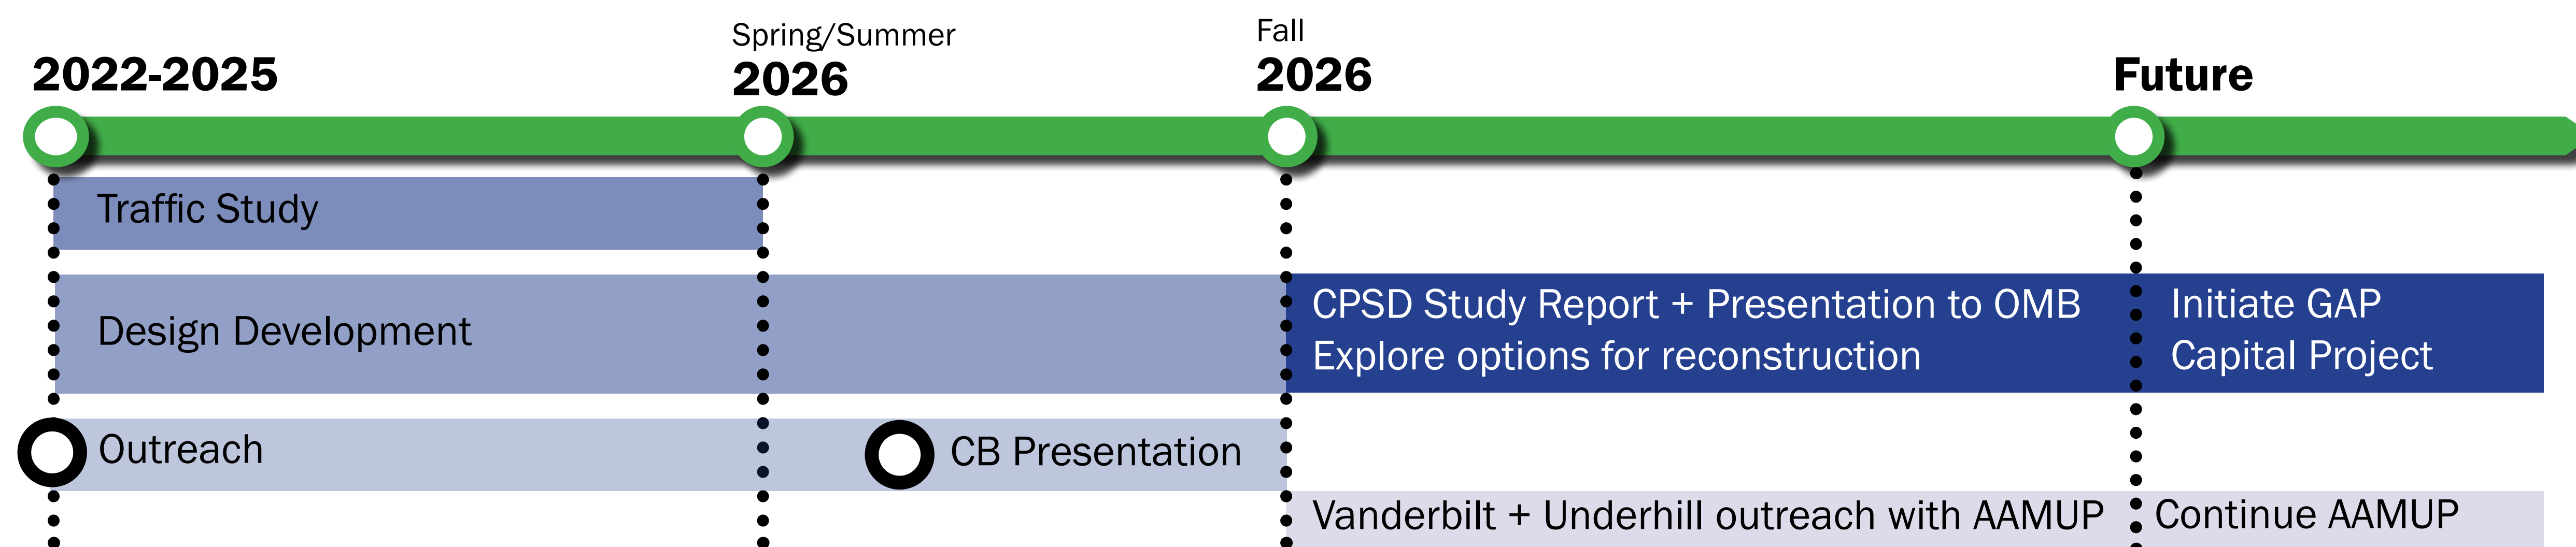 2022-2025
Spring/Summer
2026
Fall
2026
Future
Traffic Study
Design Development
CPSD Study Report + Presentation to OMB
Explore options for reconstruction
Initiate GAP
Capital Project
Outreach
CB Presentation
Vanderbilt + Underhill outreach with AAMUP
Continue AAMUP